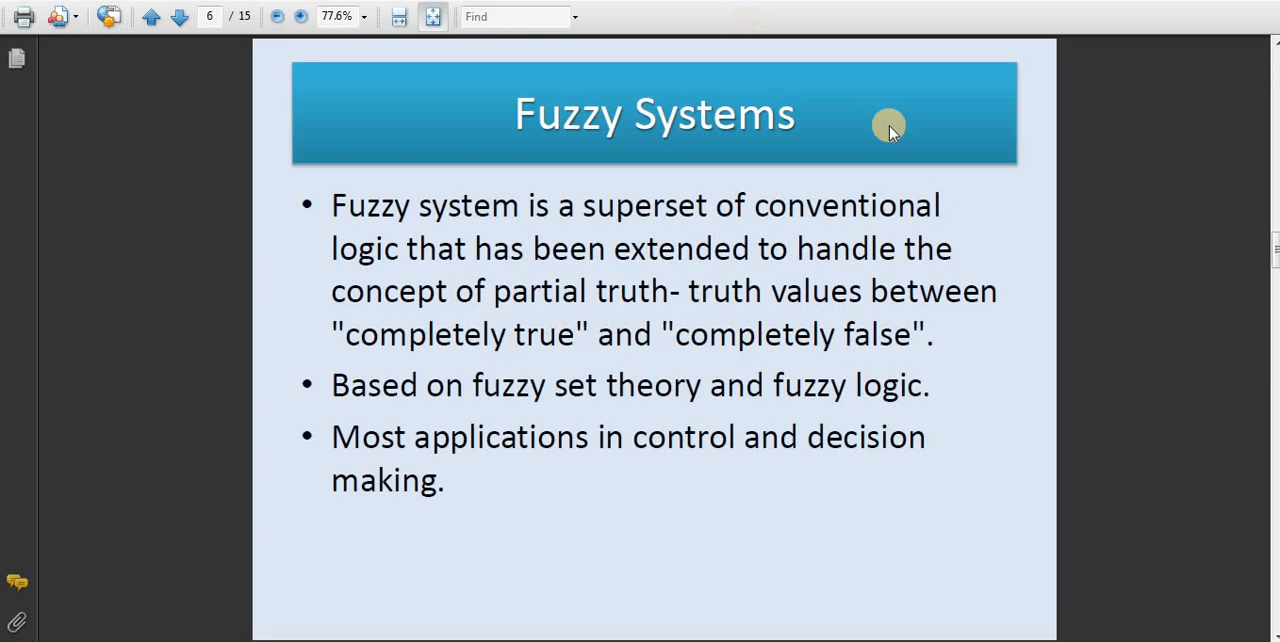 6 / 15 77.6% Find
Fuzzy Systems
• Fuzzy system is a superset of conventional
logic that has been extended to handle the
concept of partial truth- truth values between
"completely true" and "completely false".
• Based on fuzzy set theory and fuzzy logic.
• Most applications in control and decision
making.